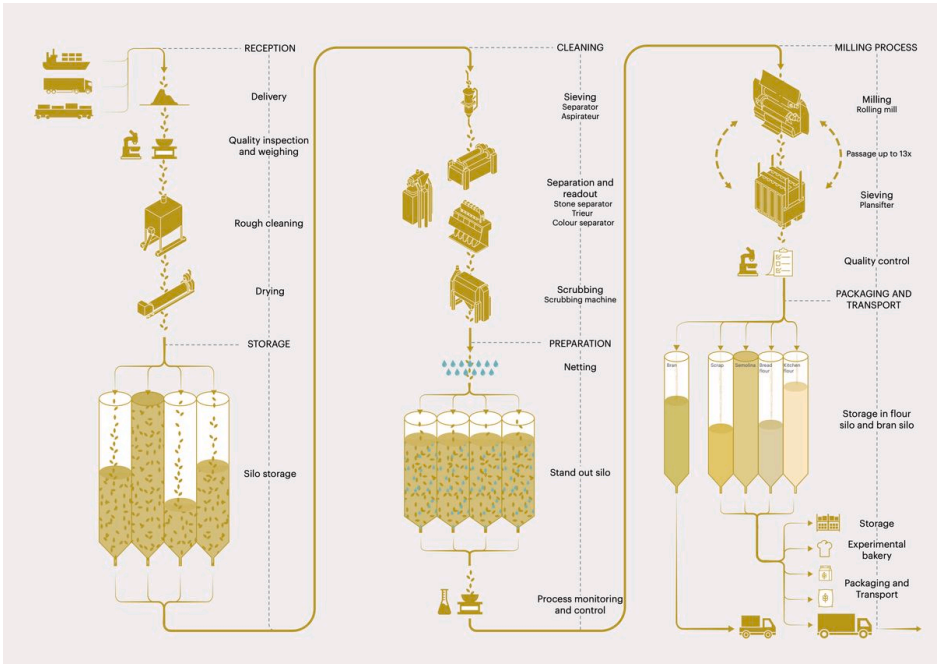 RECEPTION
Delivery
Quality inspection
and weighing
Rough cleaning
Drying
STORAGE
Silo storage
CLEANING
Sieving
Separator
Aspirateur
Separation and
readout
Stone separator
Trieur
Colour separator
Scrubbing
Scrubbing machine
PREPARATION
Netting
Stand out silo
Process monitoring
and control
MILLING PROCESS
Milling
Rolling mill
Passage up to 13x
Sieving
Plansifter
Quality control
PACKAGING AND
TRANSPORT
Bran
Semolina
Bread
flour
Kitchen
flour
Storage in flour
silo and bran silo
Storage
Experimental
bakery
Packaging and
Transport